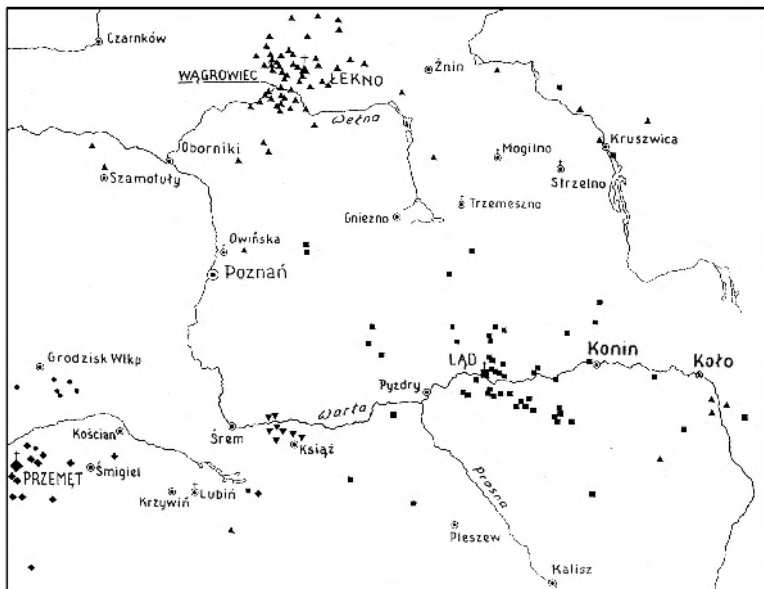 Czarnków
WĄGROWIEC
ŁEKNO
Żnin
Wełna
Oborniki
Mogilno
Kruszwica
Szamotuły
Strzelno
Gniezno
Trzemeszno
Owińska
Poznań
Grodzisk Wlkp
LĄD
Konin
Koło
Pyzdry
Warta
Kościan
Śrem
Książ
PRZEMĘT
Śmigiel
Krzywiń
Lubiń
Prosna
Pleszew
Kalisz